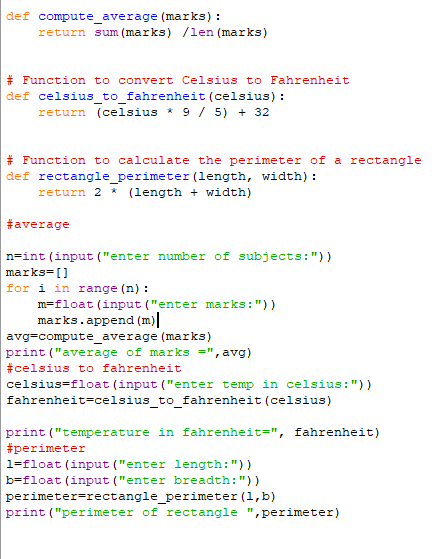 def compute_average(marks):
    return sum(marks) /len(marks)
# Function to convert Celsius to Fahrenheit
def celsius_to_fahrenheit(celsius):
    return (celsius * 9 / 5) + 32
# Function to calculate the perimeter of a rectangle
def rectangle_perimeter(length, width):
    return 2 * (length + width)
#average
n=int(input("enter number of subjects:"))
marks=[]
for i in range(n):
    m=float(input("enter marks:"))
    marks.append(m)
avg=compute_average(marks)
print("average of marks =",avg)
#celsius to fahrenheit
celsius=float(input("enter temp in celsius:"))
fahrenheit=celsius_to_fahrenheit(celsius)
print("temperature in fahrenheit=", fahrenheit)
#perimeter
l=float(input("enter length:"))
b=float(input("enter breadth:"))
perimeter=rectangle_perimeter(l,b)
print("perimeter of rectangle ",perimeter)